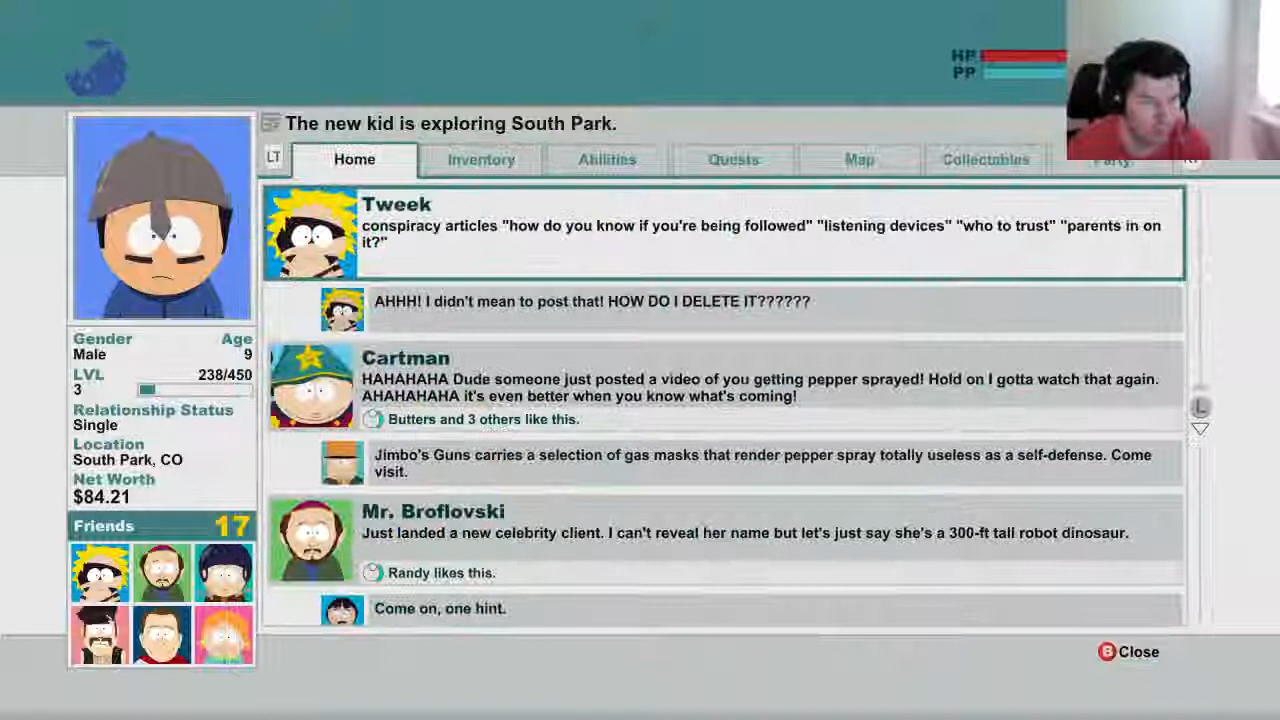 HP
PP
The new kid is exploring South Park.
LT
Home
Inventory
Abilities
Quests
Map
Collectables
Party
Gender
Age
Male
9
LVL
238/450
3
Relationship Status
Single
Location
South Park, CO
Net Worth
$84.21
Friends
17
Tweek
conspiracy articles "how do you know if you're being followed" "listening devices" "who to trust" "parents in on
it?"
AHHH! I didn't mean to post that! HOW DO I DELETE IT??????
Cartman
HAHAHAHA Dude someone just posted a video of you getting pepper sprayed! Hold on I gotta watch that again.
AHAHAHAHA it's even better when you know what's coming!
Butters and 3 others like this.
Jimbo's Guns carries a selection of gas masks that render pepper spray totally useless as a self-defense. Come
visit.
Mr. Broflovski
Just landed a new celebrity client. I can't reveal her name but let's just say she's a 300-ft tall robot dinosaur.
Randy likes this.
Come on, one hint.
L
B Close